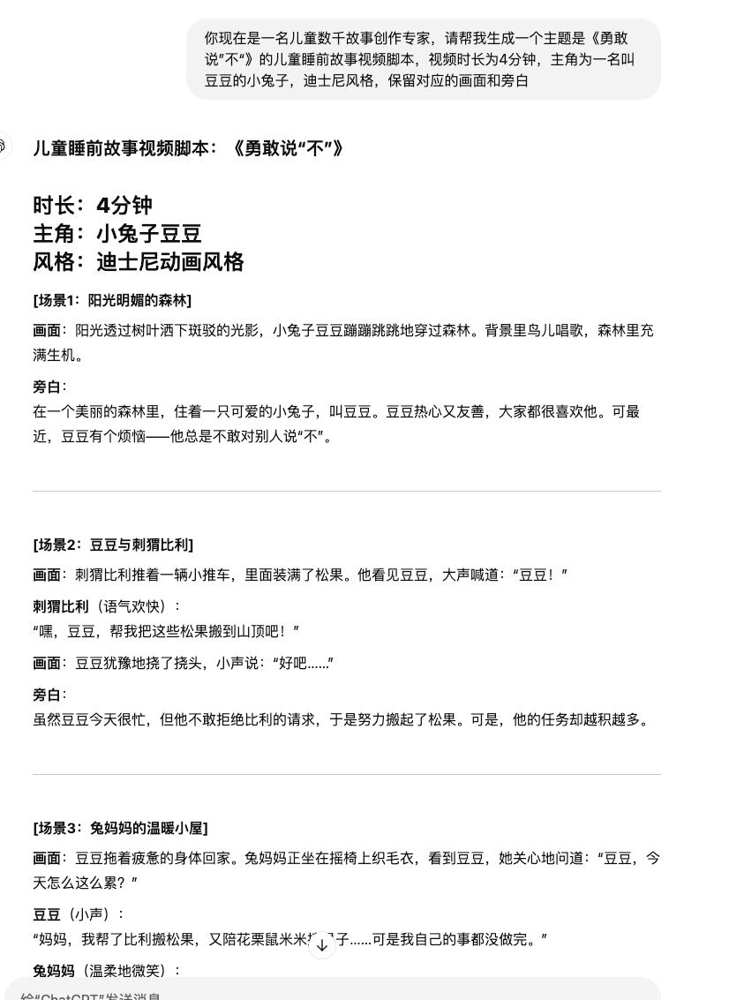 你现在是一名儿童数千故事创作专家，请帮我生成一个主题是《勇敢
说”不“》的儿童睡前故事视频脚本，视频时长为4分钟，主角为一名叫
豆豆的小兔子，迪士尼风格，保留对应的画面和旁白
儿童睡前故事视频脚本：《勇敢说“不”》
时长：4分钟
主角：小兔子豆豆
风格：迪士尼动画风格
[场景1：阳光明媚的森林]
画面：阳光透过树叶洒下斑驳的光影，小兔子豆豆蹦蹦跳跳地穿过森林。背景里鸟儿唱歌，森林里充
满生机。
旁白：
在一个美丽的森林里，住着一只可爱的小兔子，叫豆豆。豆豆热心又友善，大家都很喜欢他。可最
近，豆豆有个烦恼——他总是不敢对别人说“不”。
[场景2：豆豆与刺猬比利]
画面：刺猬比利推着一辆小推车，里面装满了松果。他看见豆豆，大声喊道：“豆豆！”
刺猬比利（语气欢快）：
“嘿，豆豆，帮我把这些松果搬到山顶吧！”
画面：豆豆犹豫地挠了挠头，小声说：“好吧……”
旁白：
虽然豆豆今天很忙，但他不敢拒绝比利的请求，于是努力搬起了松果。可是，他的任务却越积越多。
[场景3：兔妈妈的温暖小屋]
画面：豆豆拖着疲惫的身体回家。兔妈妈正坐在摇椅上织毛衣，看到豆豆，她关心地问道：“豆豆，今
天怎么这么累？”
豆豆（小声）：
“妈妈，我帮了比利搬松果，又陪花栗鼠米米子……可是我自己的事都没做完。”
兔妈妈（温柔地微笑）：
给“ChatGPT”发送消息